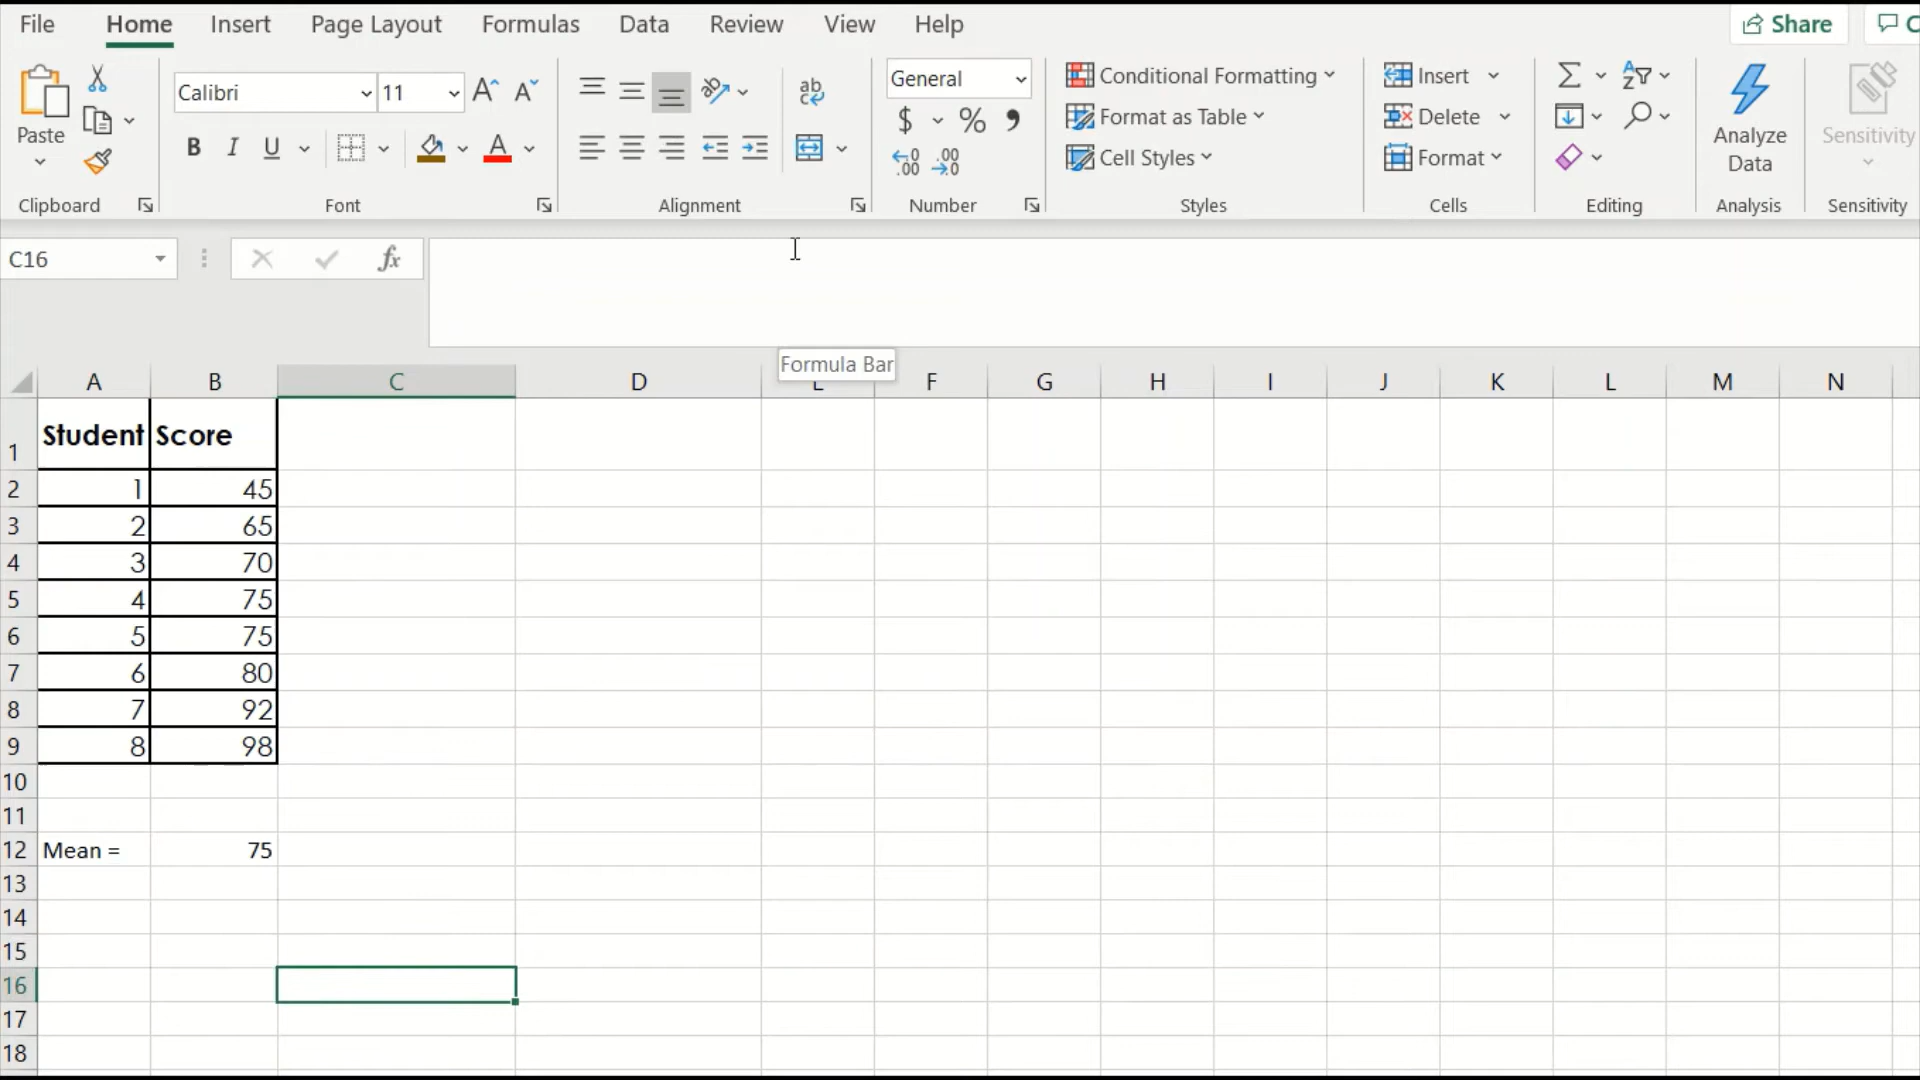 File Home Insert Page Layout Formulas Data Review View Help Share C
Paste Calibri 11 General Conditional Formatting Insert
$ % Format as Table Delete
B I U A Cell Styles Format Analyze Data Sensitivity
Clipboard Font Alignment Number Styles Cells Editing Analysis Sensitivity
C16 fx
Formula Bar
A B C D E F G H I J K L M N
1 Student Score
2 1 45
3 2 65
4 3 70
5 4 75
6 5 75
7 6 80
8 7 92
9 8 98
10
11
12 Mean = 75
13
14
15
16
17
18